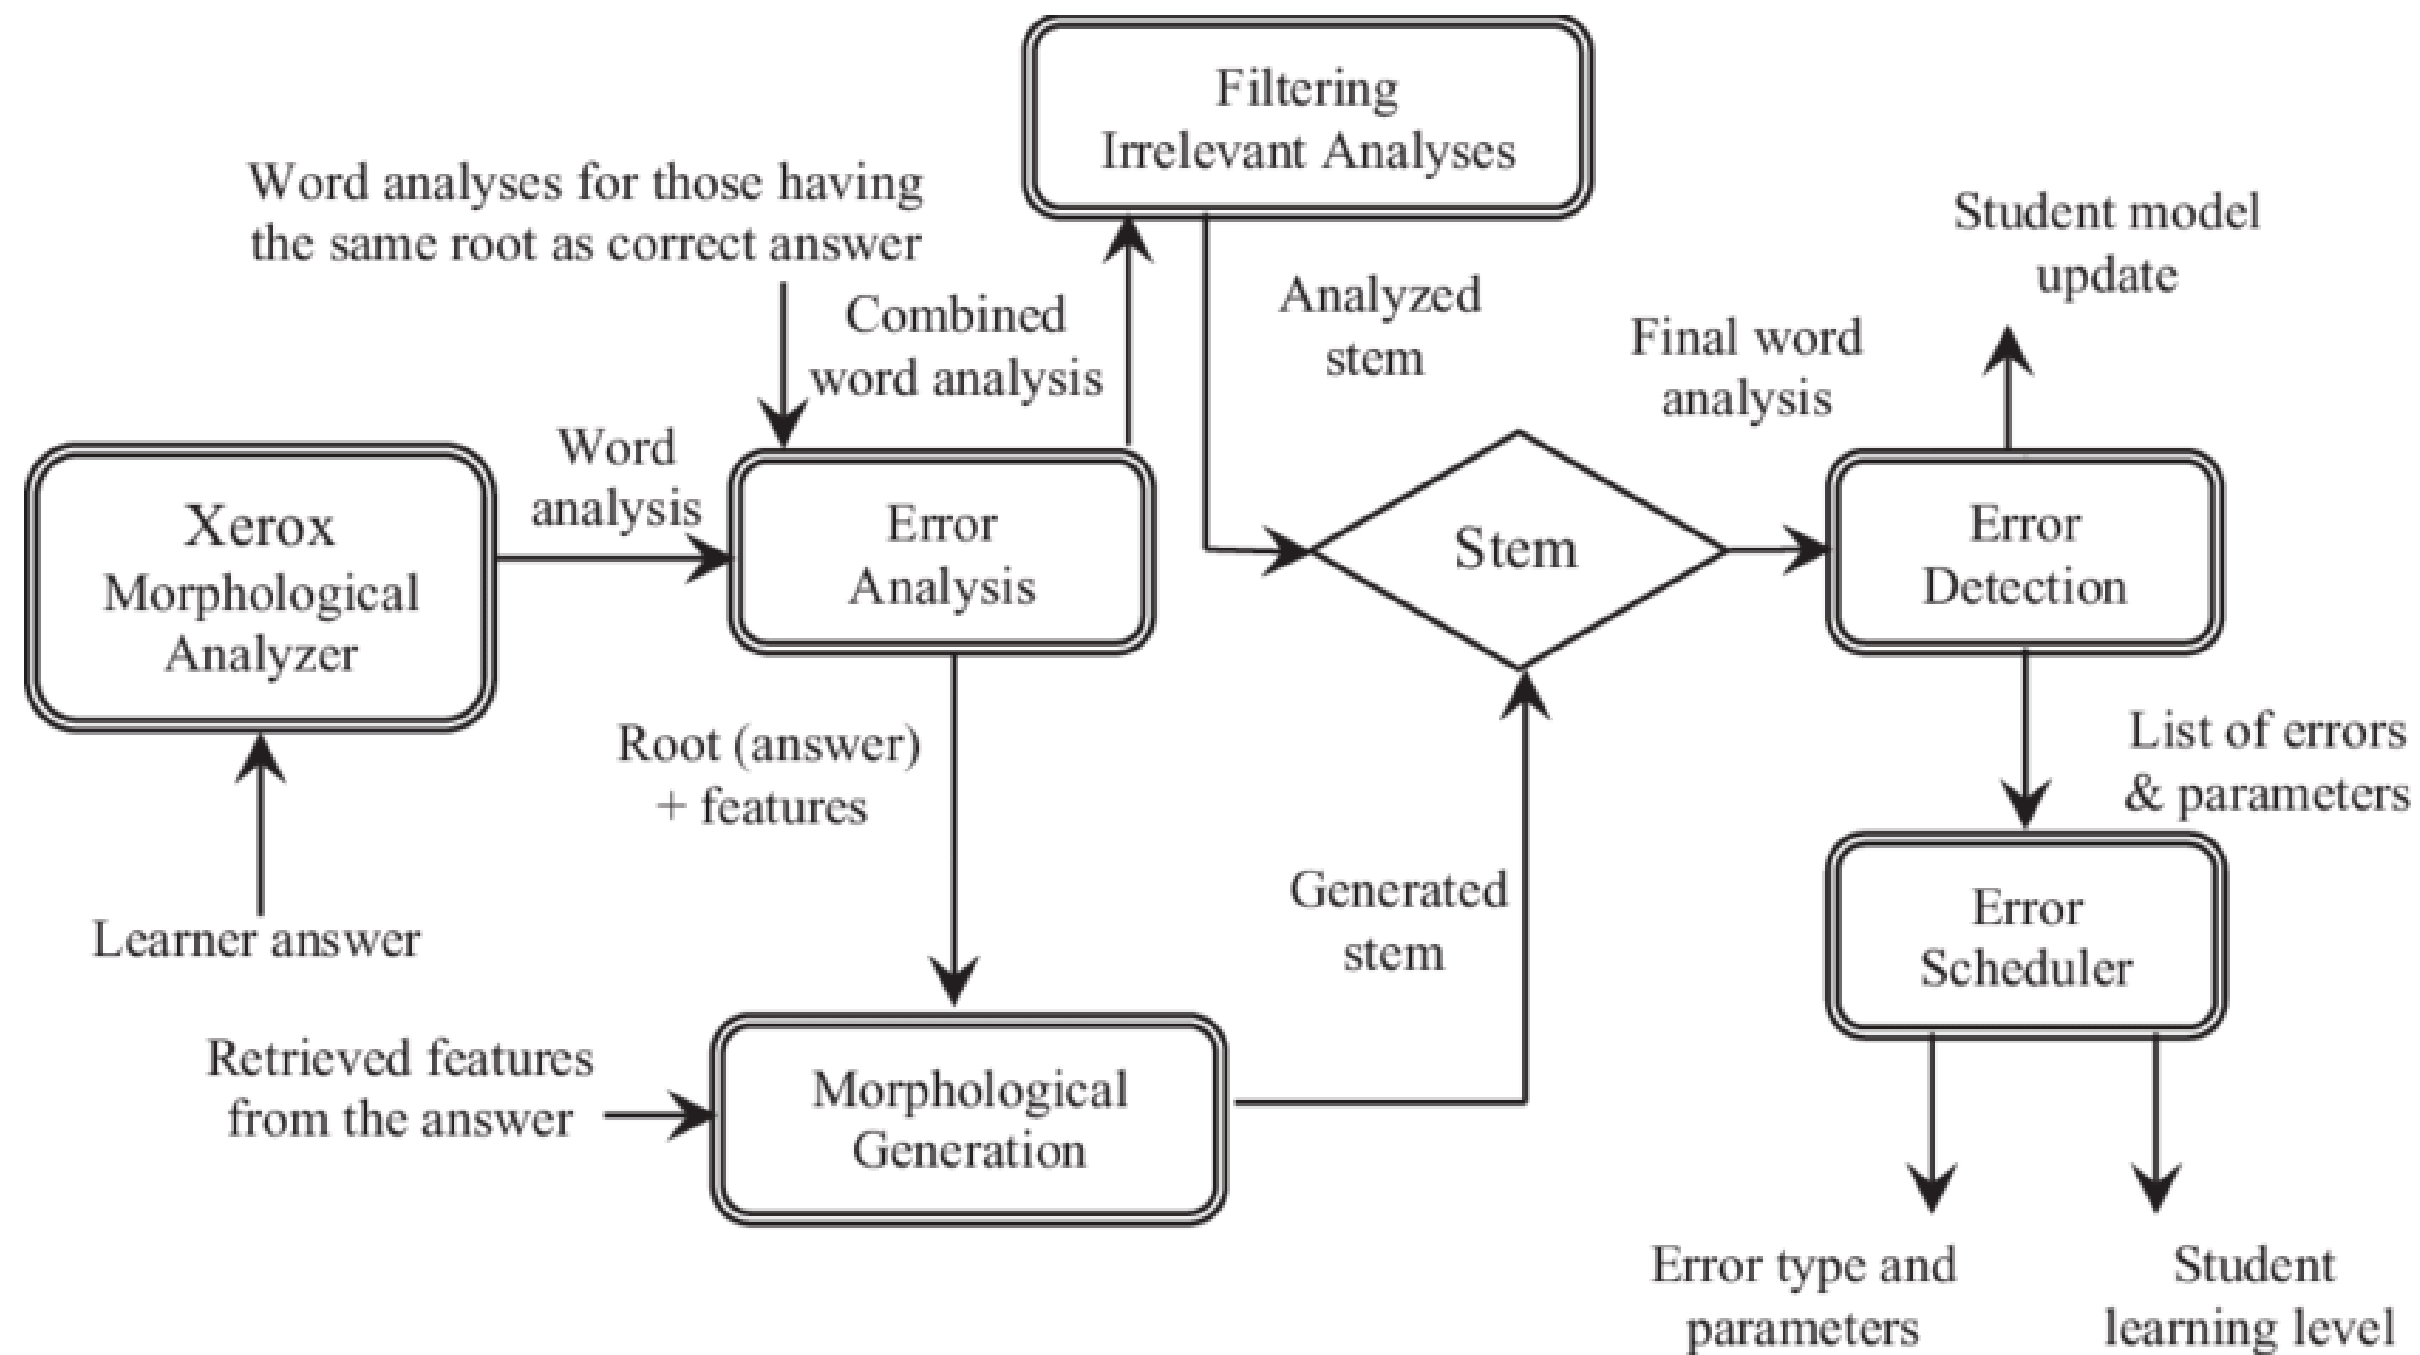 Filtering
Irrelevant Analyses
Word analyses for those having
the same root as correct answer
Combined
word analysis
Analyzed
stem
Student model
update
Final word
analysis
Word
analysis
Xerox
Morphological
Analyzer
Error
Analysis
Stem
Error
Detection
Root (answer)
+ features
List of errors
& parameters
Learner answer
Generated
stem
Error
Scheduler
Retrieved features
from the answer
Morphological
Generation
Error type and
parameters
Student
learning level